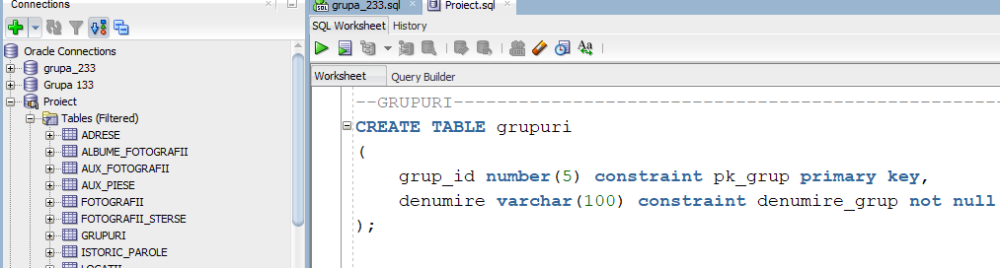 Connections
Oracle Connections
grupa_233
Grupa 133
Proiect
Tables (Filtered)
ADRESE
ALBUME_FOTOGRAFII
AUX_FOTOGRAFII
AUX_PIESE
FOTOGRAFII
FOTOGRAFII_STERSE
GRUPURI
ISTORIC_PAROLE
LOCATII
grupa_233.sql
Proiect.sql
SQL Worksheet History
Worksheet Query Builder
--GRUPURI--------------------------------------------------
CREATE TABLE grupuri
(
grup_id number(5) constraint pk_grup primary key,
denumire varchar(100) constraint denumire_grup not null
);